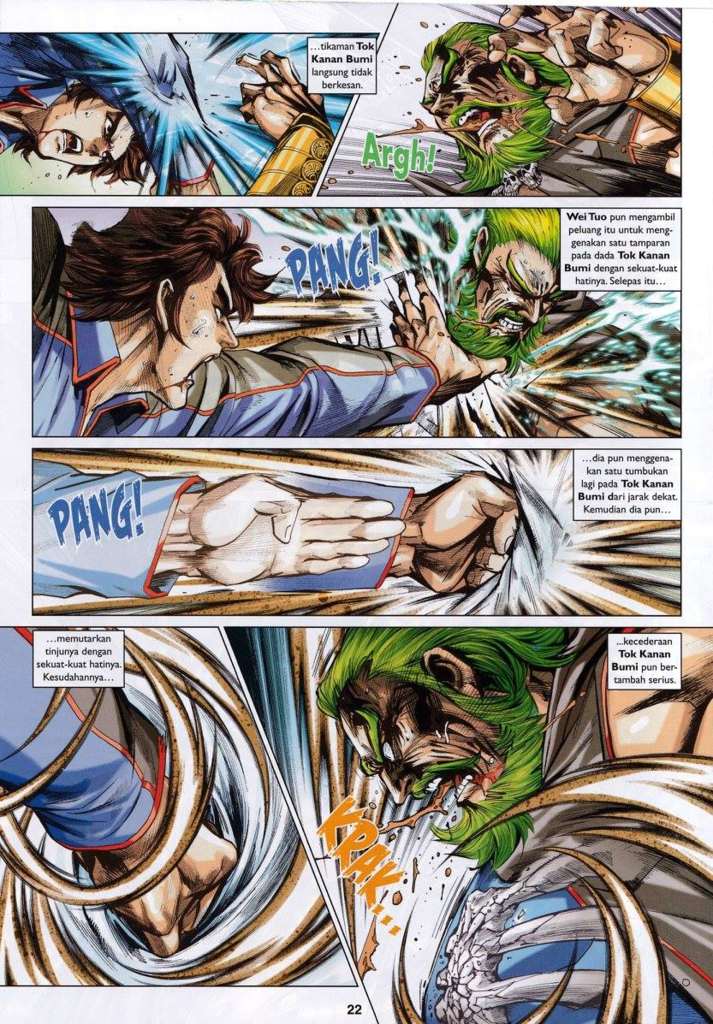 ...tikaman Tok
Kanan Bumi
langsung tidak
berkesan.
Argh!
Wei Tuo pun mengambil
peluang itu untuk meng-
genakan satu tamparan
pada dada Tok Kanan
Bumi dengan sekuat-kuat
hatinya. Selepas itu...
PANG!
...dia pun menggena-
kan satu tumbukan
lagi pada Tok Kanan
Bumi dari jarak dekat.
Kemudian dia pun...
PANG!
...memutarkan
tinjunya dengan
sekuat-kuat hatinya.
Kesudahannya...
...kecederaan
Tok Kanan
Bumi pun ber-
tambah serius.
KRAK...
22